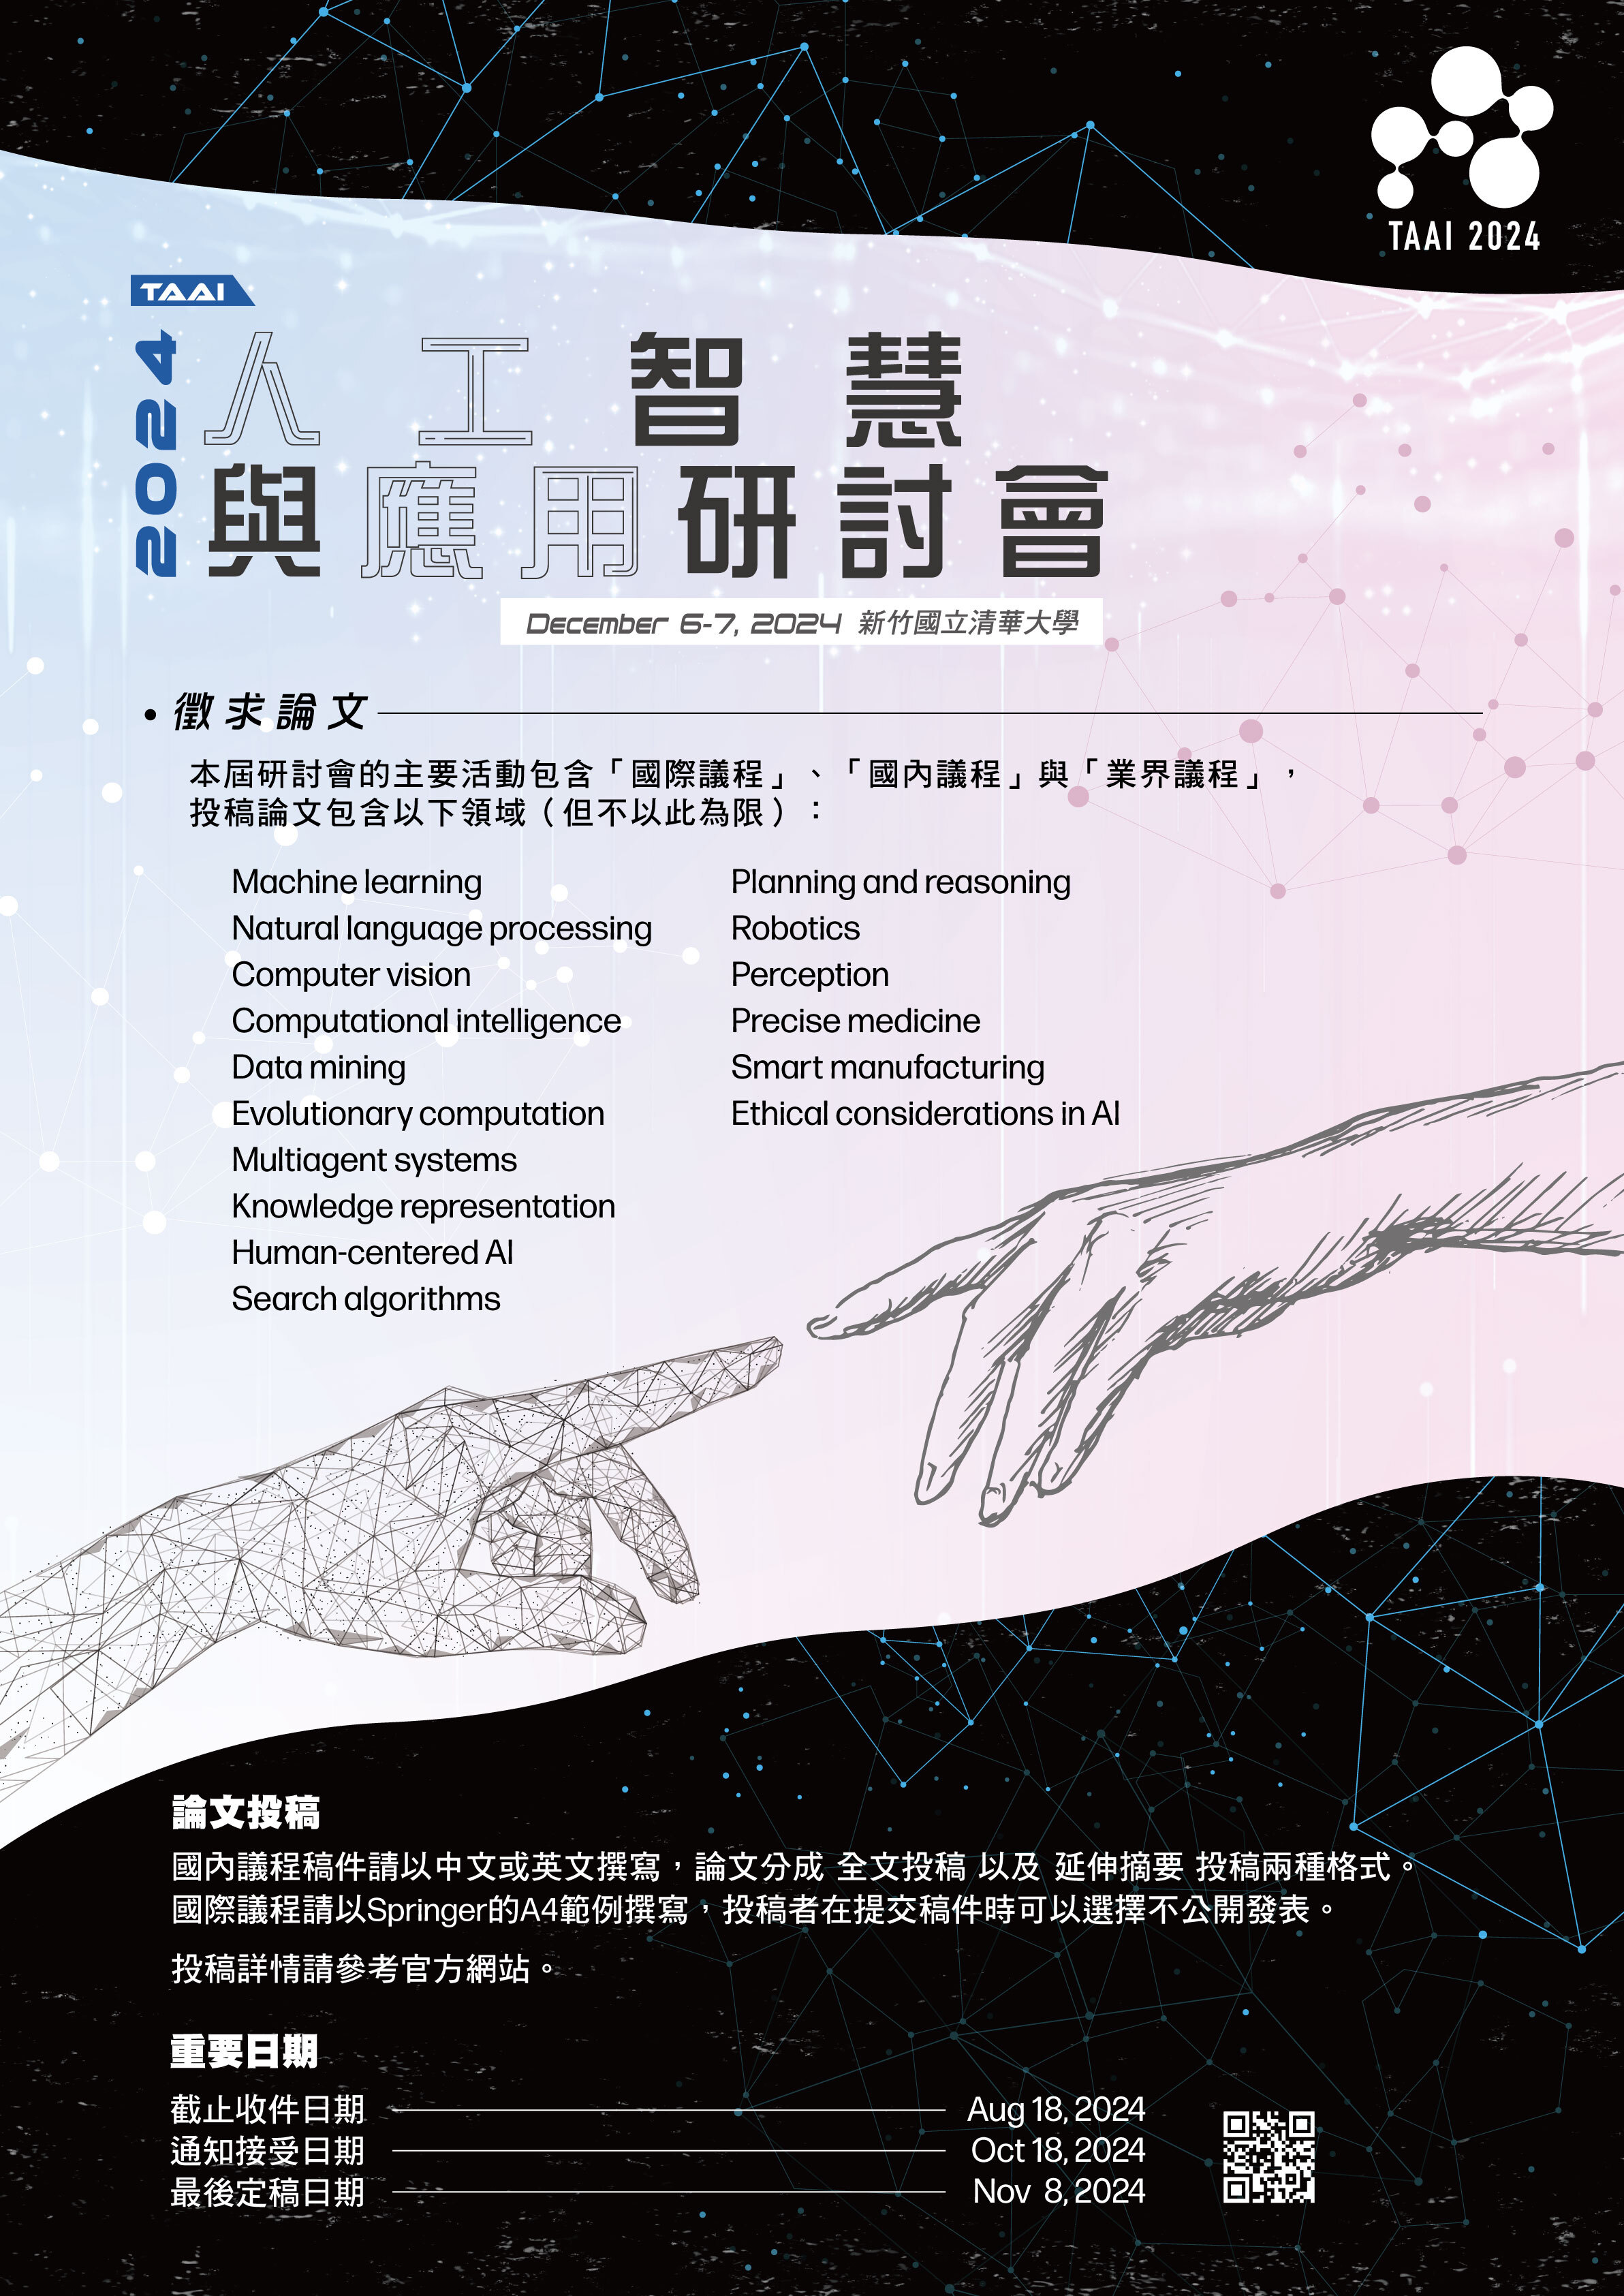 TAAI 2024
TAAI
2024
人工智慧
與應用研討會
December 6-7, 2024 新竹國立清華大學
• 徵求論文
本屆研討會的主要活動包含「國際議程」、「國內議程」與「業界議程」，
投稿論文包含以下領域（但不以此為限）：
Machine learning
Natural language processing
Computer vision
Computational intelligence
Data mining
Evolutionary computation
Multiagent systems
Knowledge representation
Human-centered AI
Search algorithms
Planning and reasoning
Robotics
Perception
Precise medicine
Smart manufacturing
Ethical considerations in AI
論文投稿
國內議程稿件請以中文或英文撰寫，論文分成 全文投稿 以及 延伸摘要 投稿兩種格式。
國際議程請以Springer的A4範例撰寫，投稿者在提交稿件時可以選擇不公開發表。
投稿詳情請參考官方網站。
重要日期
截止收件日期 Aug 18, 2024
通知接受日期 Oct 18, 2024
最後定稿日期 Nov 8, 2024